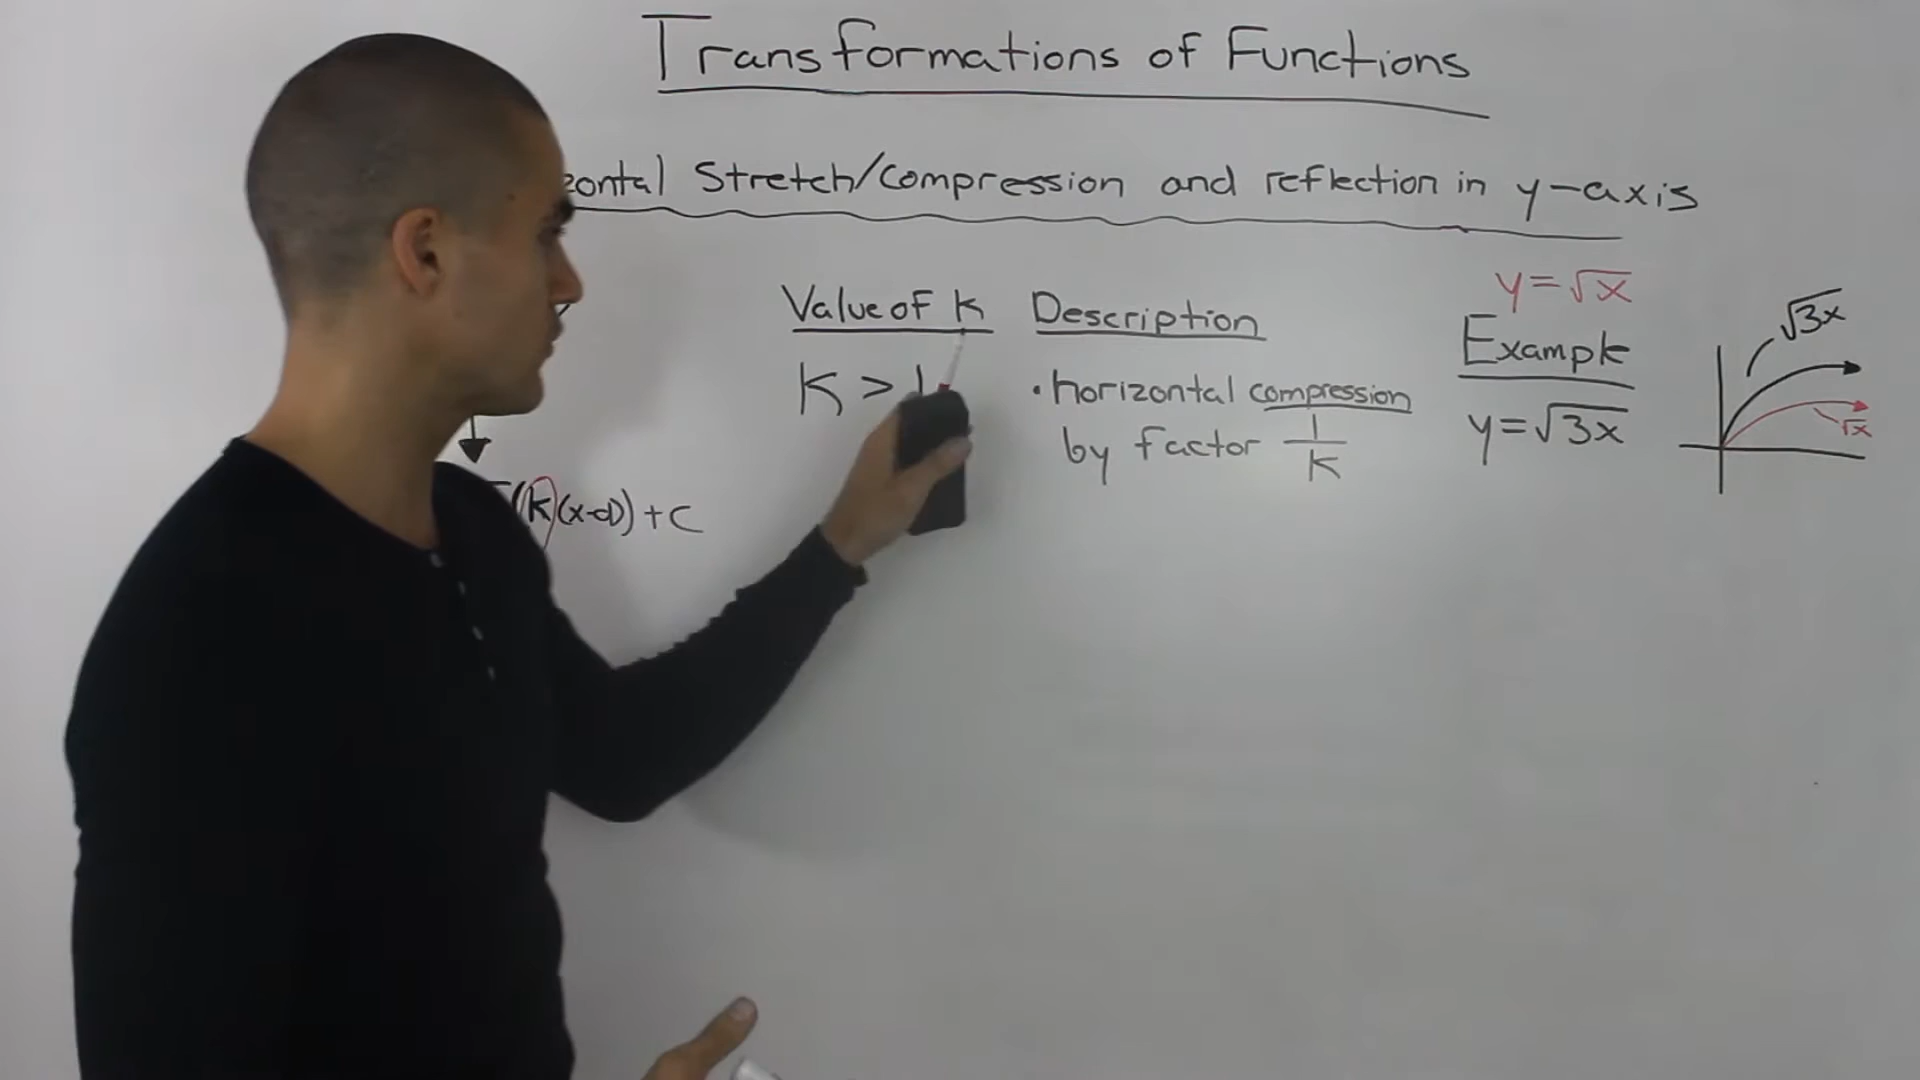 Transformations of Functions
zontal Stretch/Compression and reflection in y-axis
Value of K Description
y=√x
Example
K > 1
• horizontal compression
by factor 1/K
y=√3x
√3x
√x
(k(x-d))+C